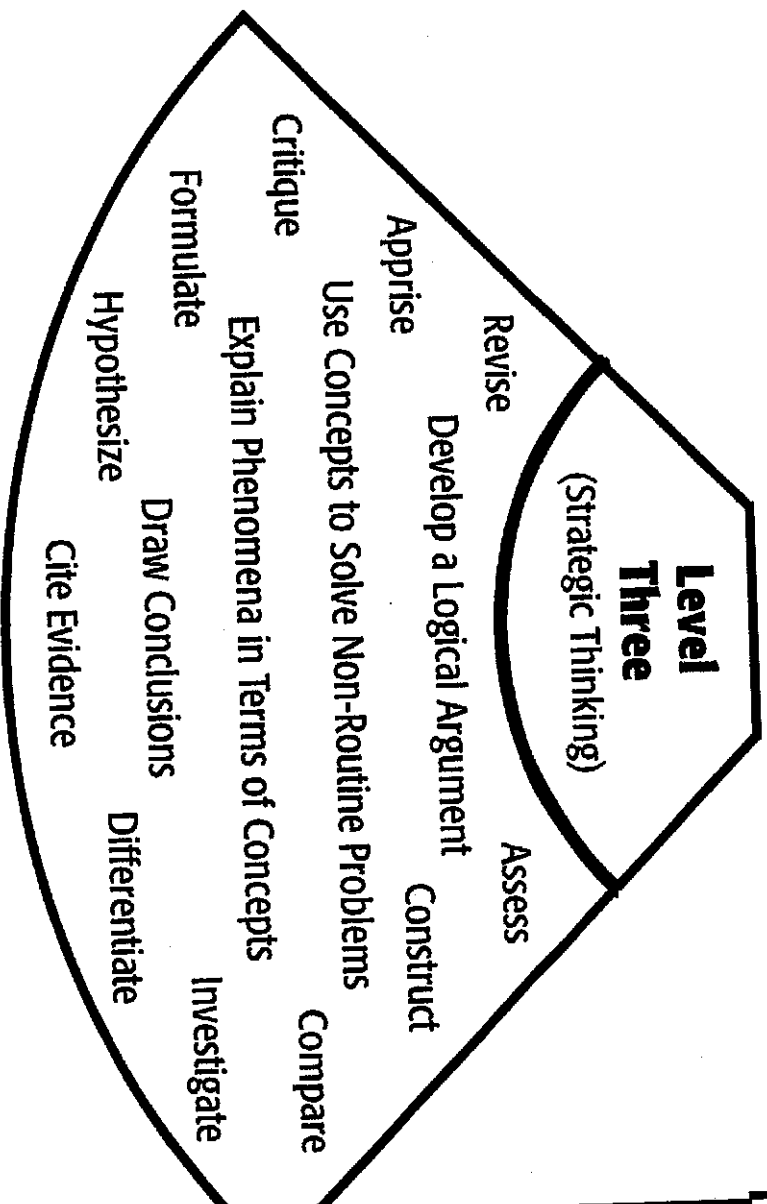 Level
Three
(Strategic Thinking)
Revise
Assess
Develop a Logical Argument
Apprise
Construct
Use Concepts to Solve Non-Routine Problems
Critique
Compare
Explain Phenomena in Terms of Concepts
Formulate
Investigate
Draw Conclusions
Hypothesize
Differentiate
Cite Evidence